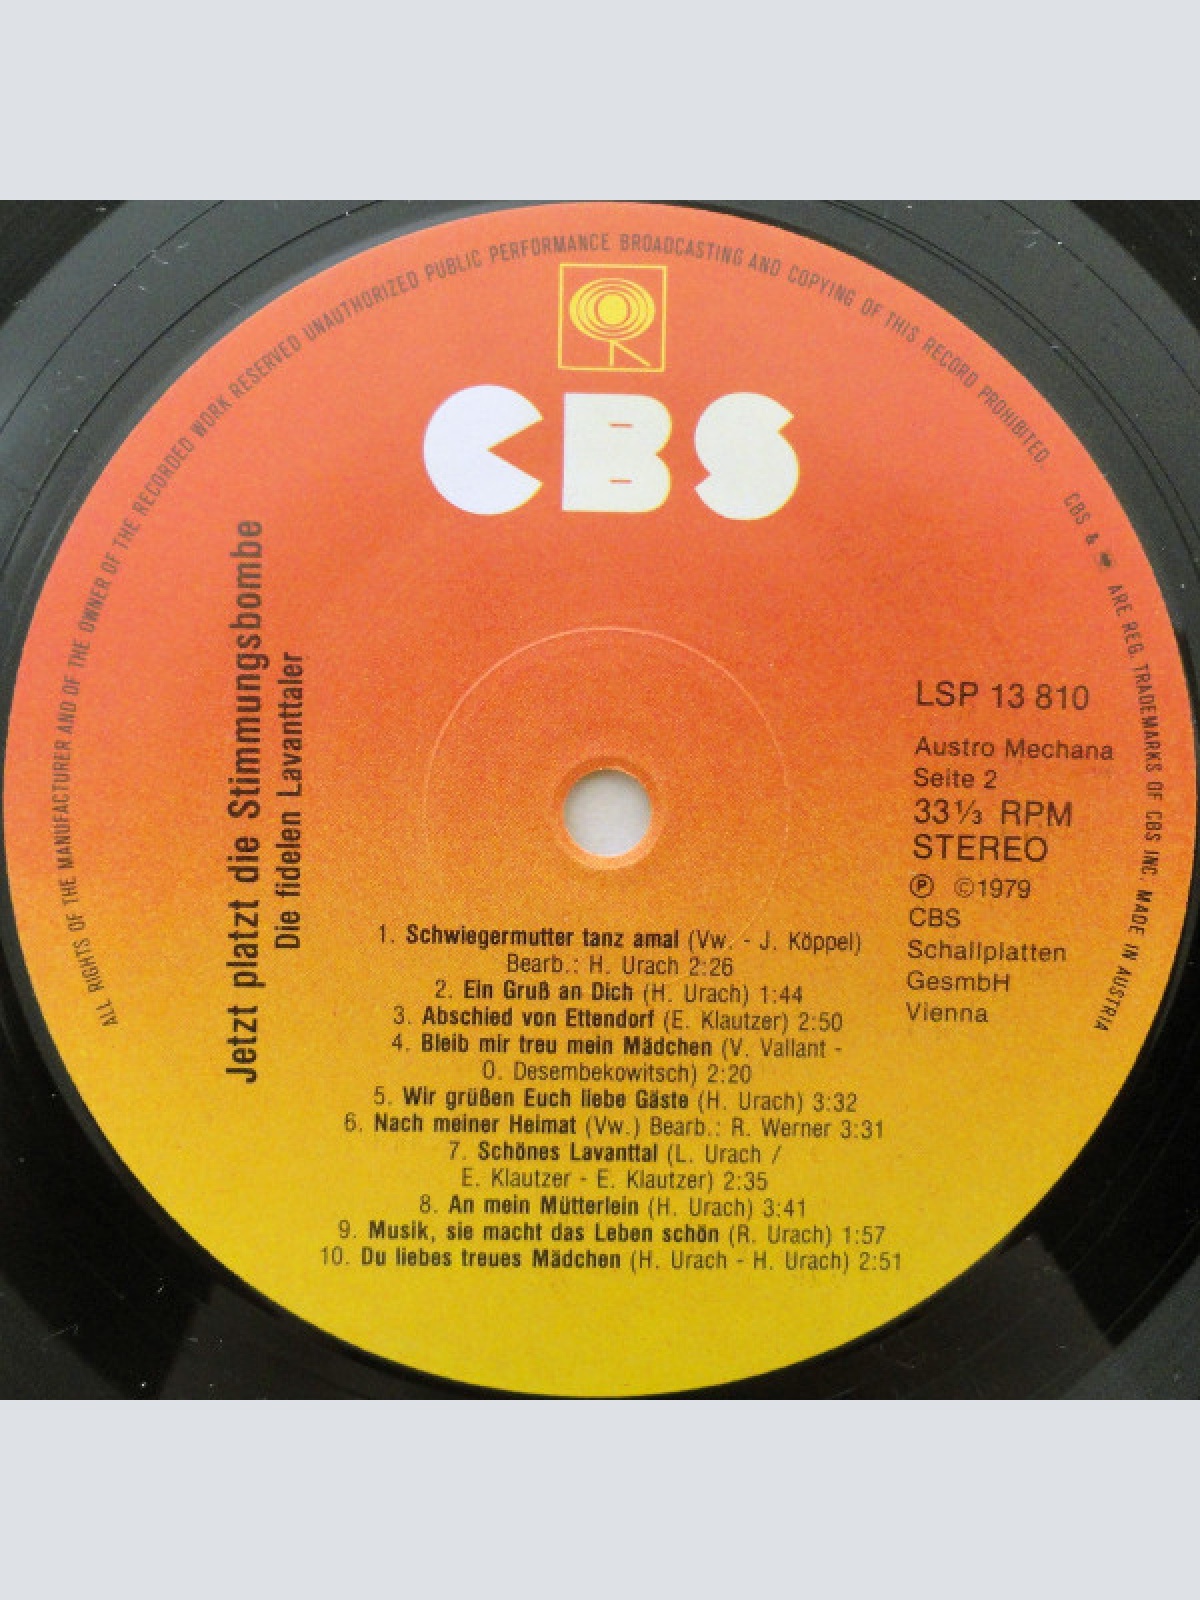 ALL RIGHTS OF THE MANUFACTURER AND OF THE OWNER OF THE RECORDED WORK RESERVED UNAUTHORIZED PUBLIC PERFORMANCE BROADCASTING AND COPYING OF THIS RECORD PROHIBITED.
CBS & ARE REG. TRADEMARKS OF CBS INC. MADE IN AUSTRIA
CBS
Jetzt platzt die Stimmungsbombe
Die fidelen Lavanttaler
LSP 13 810
Austro Mechana
Seite 2
33⅓ RPM
STEREO
Ⓟ ©1979
CBS
Schallplatten
GesmbH
Vienna
1. Schwiegermutter tanz amal (Vw. - J. Köppel)
Bearb.: H. Urach 2:26
2. Ein Gruß an Dich (H. Urach) 1:44
3. Abschied von Ettendorf (E. Klautzer) 2:50
4. Bleib mir treu mein Mädchen (V. Vallant -
O. Desembekowitsch) 2:20
5. Wir grüßen Euch liebe Gäste (H. Urach) 3:32
6. Nach meiner Heimat (Vw.) Bearb.: R. Werner 3:31
7. Schönes Lavanttal (L. Urach /
E. Klautzer - E. Klautzer) 2:35
8. An mein Mütterlein (H. Urach) 3:41
9. Musik, sie macht das Leben schön (R. Urach) 1:57
10. Du liebes treues Mädchen (H. Urach - H. Urach) 2:51